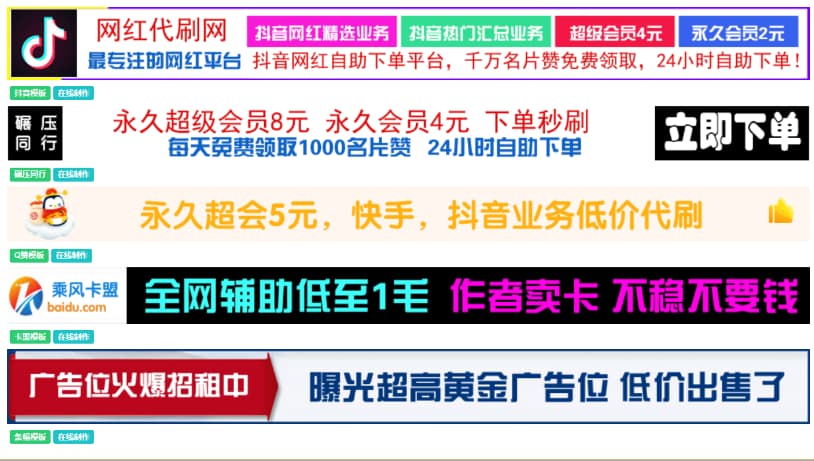 网红代刷网 抖音网红精选业务 抖音热门汇总业务 超级会员4元 永久会员2元
最专注的网红平台 抖音网红自助下单平台，千万名片赞免费领取，24小时自助下单！
抖音模板 在线制作
碾压 永久超级会员8元 永久会员4元 下单秒刷 立即下单
同行 每天免费领取1000名片赞 24小时自助下单
碾压同行 在线制作
永久超会5元，快手，抖音业务低价代刷
Q赞模板 在线制作
乘风卡盟 全网辅助低至1毛 作者卖卡 不稳不要钱
baidu.com
卡盟模板 在线制作
广告位火爆招租中 曝光超高黄金广告位 低价出售了
条幅模板 在线制作